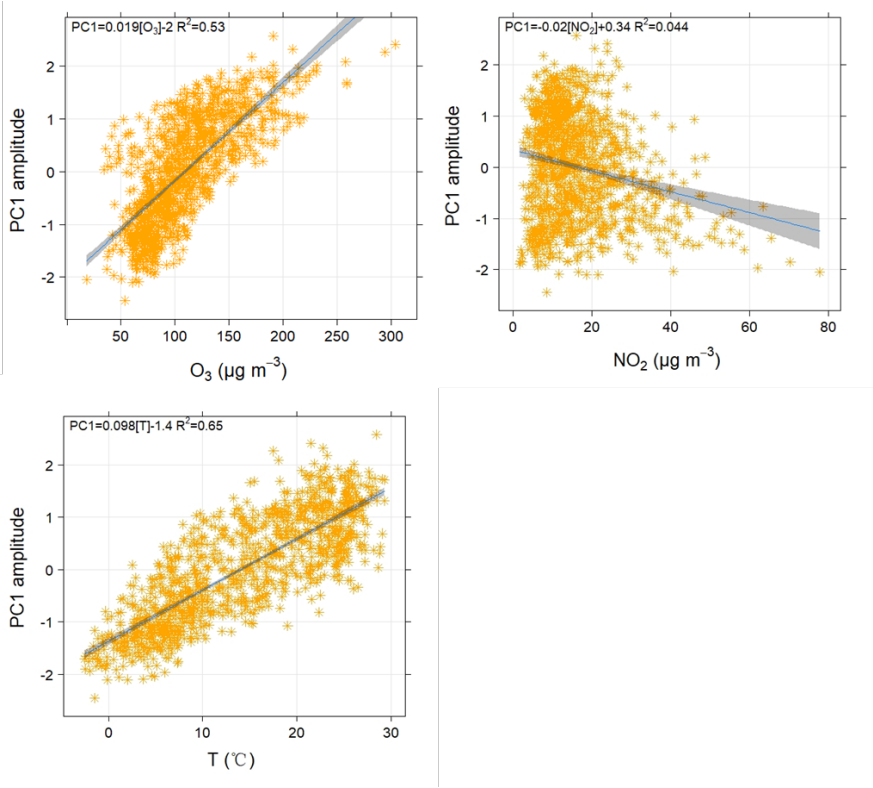 PC1=0.019[O₃]-2 R²=0.53
PC1 amplitude
2
1
0
-1
-2
50 100 150 200 250 300
O₃ (μg m⁻³)
PC1=-0.02[NO₂]+0.34 R²=0.044
PC1 amplitude
2
1
0
-1
-2
0 20 40 60 80
NO₂ (μg m⁻³)
PC1=0.098[T]-1.4 R²=0.65
PC1 amplitude
2
1
0
-1
-2
0 10 20 30
T (℃)